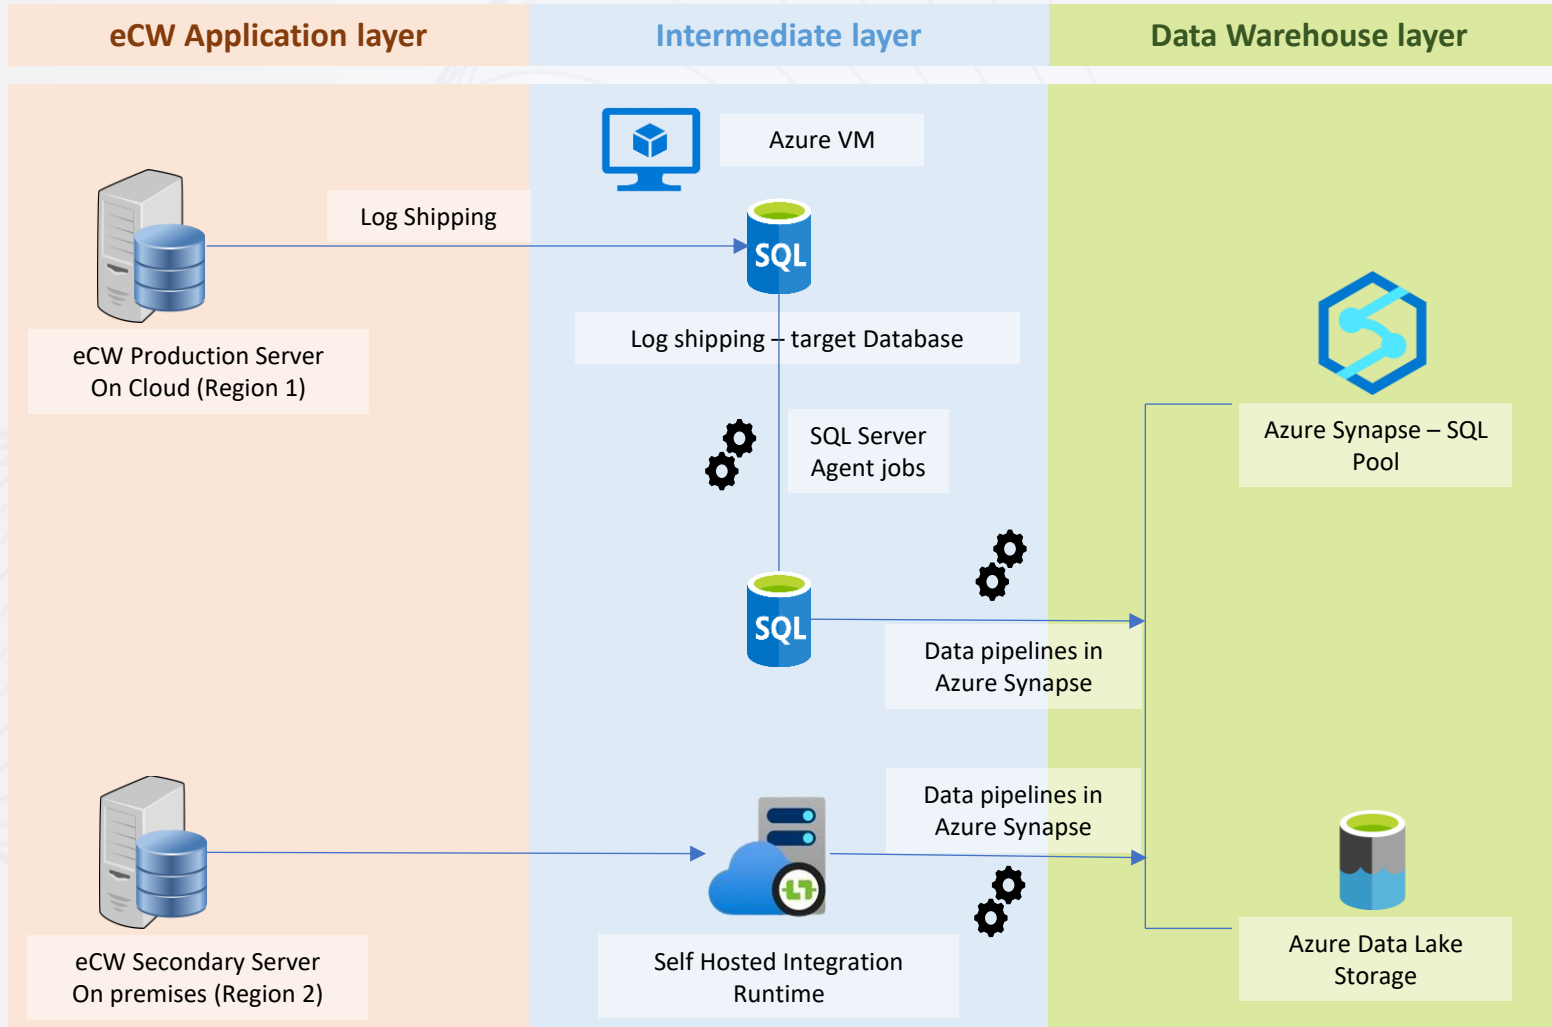 eCW Application layer
Intermediate layer
Data Warehouse layer
Azure VM
Log Shipping
SQL
Log shipping – target Database
eCW Production Server
On Cloud (Region 1)
SQL Server
Agent jobs
Azure Synapse – SQL
Pool
SQL
Data pipelines in
Azure Synapse
Data pipelines in
Azure Synapse
eCW Secondary Server
On premises (Region 2)
Self Hosted Integration
Runtime
Azure Data Lake
Storage